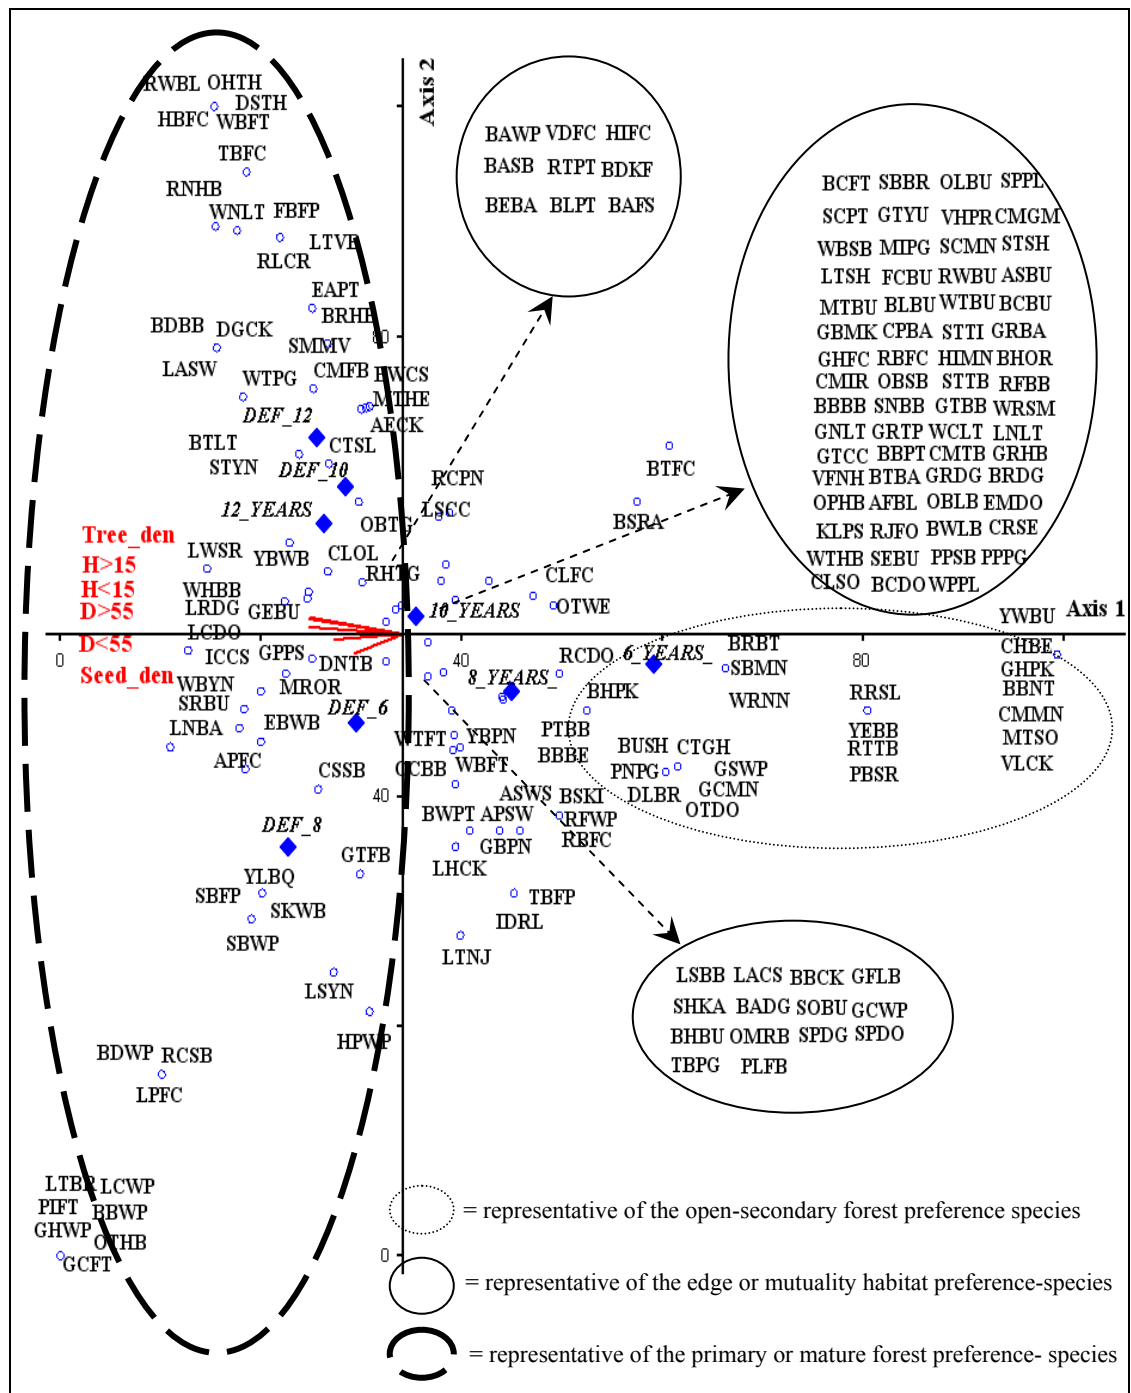 Axis 2
RWBL OHTH
DSTH
HBFC WBFT
TBFC
RNHB
WNLT FBFP
LTVE
RLCR
EAPT
BRHE
BDBB DGCK
SMMV
LASW
CMFB BWCS
WTPG
MTHE
DEF_12
AECK
BTLT
CTSL
STYN
DEF_10
RCPN
12_YEARS
LSCC
OBTG
Tree_den
LWSR
YBWB
CLOL
H>15
RHTG
H<15
WHBB
D>55
LRDG GEBU
LCDO
D<55
ICCS GPPS
DNTB
Seed_den
WBYN
MROR
SRBU
DEF_6
LNBA
EBWB
APFC
CSSB
DEF_8
GTFB
YLBQ
SBFP
SKWB
SBWP
LSYN
HPWP
BDWP RCSB
LPFC
LTBR LCWP
PIFT
BBWP
GHWP
OTHB
GCFT
BAWP VDFC HIFC
BASB RTPT BDKF
BEBA BLPT BAFS
BCFT SBBR OLBU SPPL
SCPT GTYU VHPR CMGM
WBSB MIPG SCMN STSH
LTSH FCBU RWBU ASBU
MTBU BLBU WTBU BCBU
GBMK CPBA STTI GRBA
GHFC RBFC HIMN BHOR
CMIR OBSB STTB RFBB
BBBB SNBB GTBB WRSM
GNLT GRTP WCLT LNLT
GTCC BBPT CMTB GRHB
VFNH BTBA GRDG BRDG
OPHB AFBL OBLB EMDO
KLPS RJFO BWLB CRSE
WTHB SEBU PPSB PPPG
CLSO BCDO WPPL
BTFC
BSRA
CLFC
OTWE
10_YEARS
80
40
0
0
40
80
Axis 1
YWBU
CHBE
GHPK
BBNT
CMMN
MTSO
VLCK
BRBT
RCDO 6_YEARS_
SBMN
8_YEARS_
BHPK
WRNN
RRSL
YEBB
RTTB
PBSR
PTBB
BUSH CTGH
BBBE
PNPG
GSWP
DLBR
GCMN
OTDO
WTFT
YBPN
CCBB
WBFT
ASWS BSKI
BWPT APSW
RFWP
GBPN
LHCK
TBFP
IDRL
LTNJ
LSBB LACS BBCK GFLB
SHKA BADG SOBU GCWP
BHBU OMRB SPDG SPDO
TBPG PLFB
= representative of the open-secondary forest preference species
= representative of the edge or mutuality habitat preference-species
= representative of the primary or mature forest preference- species